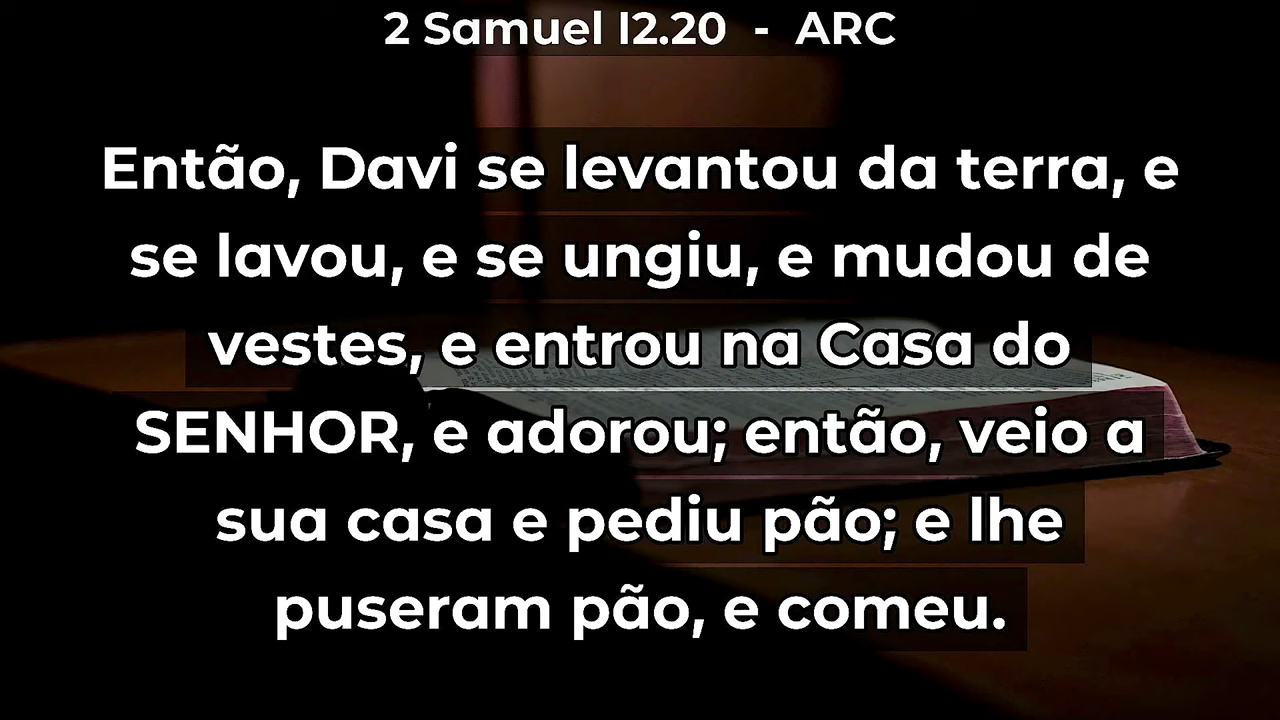 2 Samuel I2.20 - ARC
Então, Davi se levantou da terra, e
se lavou, e se ungiu, e mudou de
vestes, e entrou na Casa do
SENHOR, e adorou; então, veio a
sua casa e pediu pão; e lhe
puseram pão, e comeu.